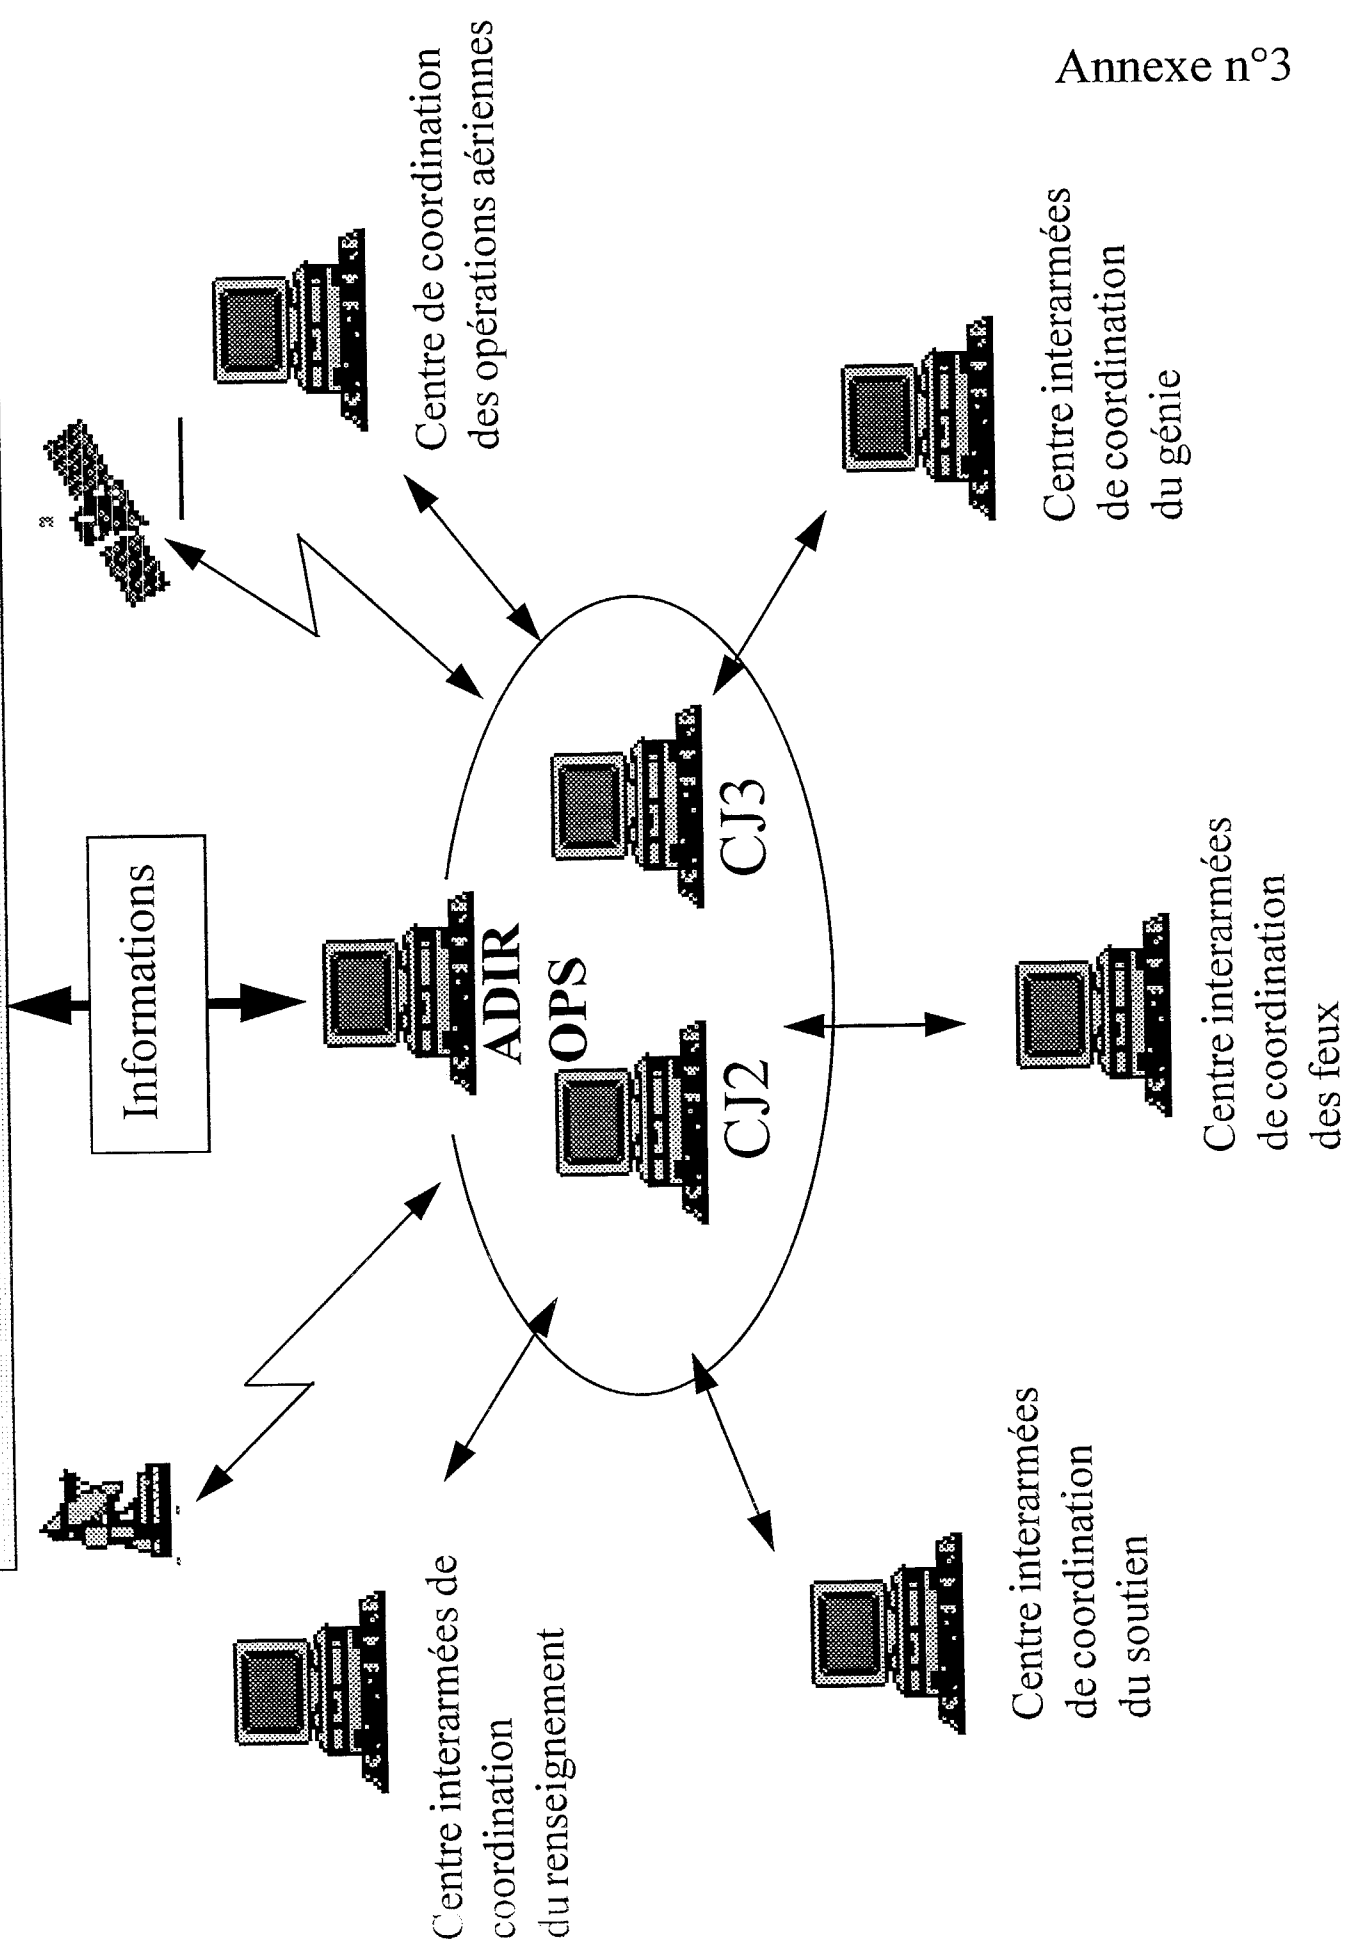 Annexe n°3
Informations
Centre de coordination
des opérations aériennes
ADIR
OPS
CJ2
CJ3
Centre interarmées de
coordination
du renseignement
Centre interarmées
de coordination
du soutien
Centre interarmées
de coordination
des feux
Centre interarmées
de coordination
du génie